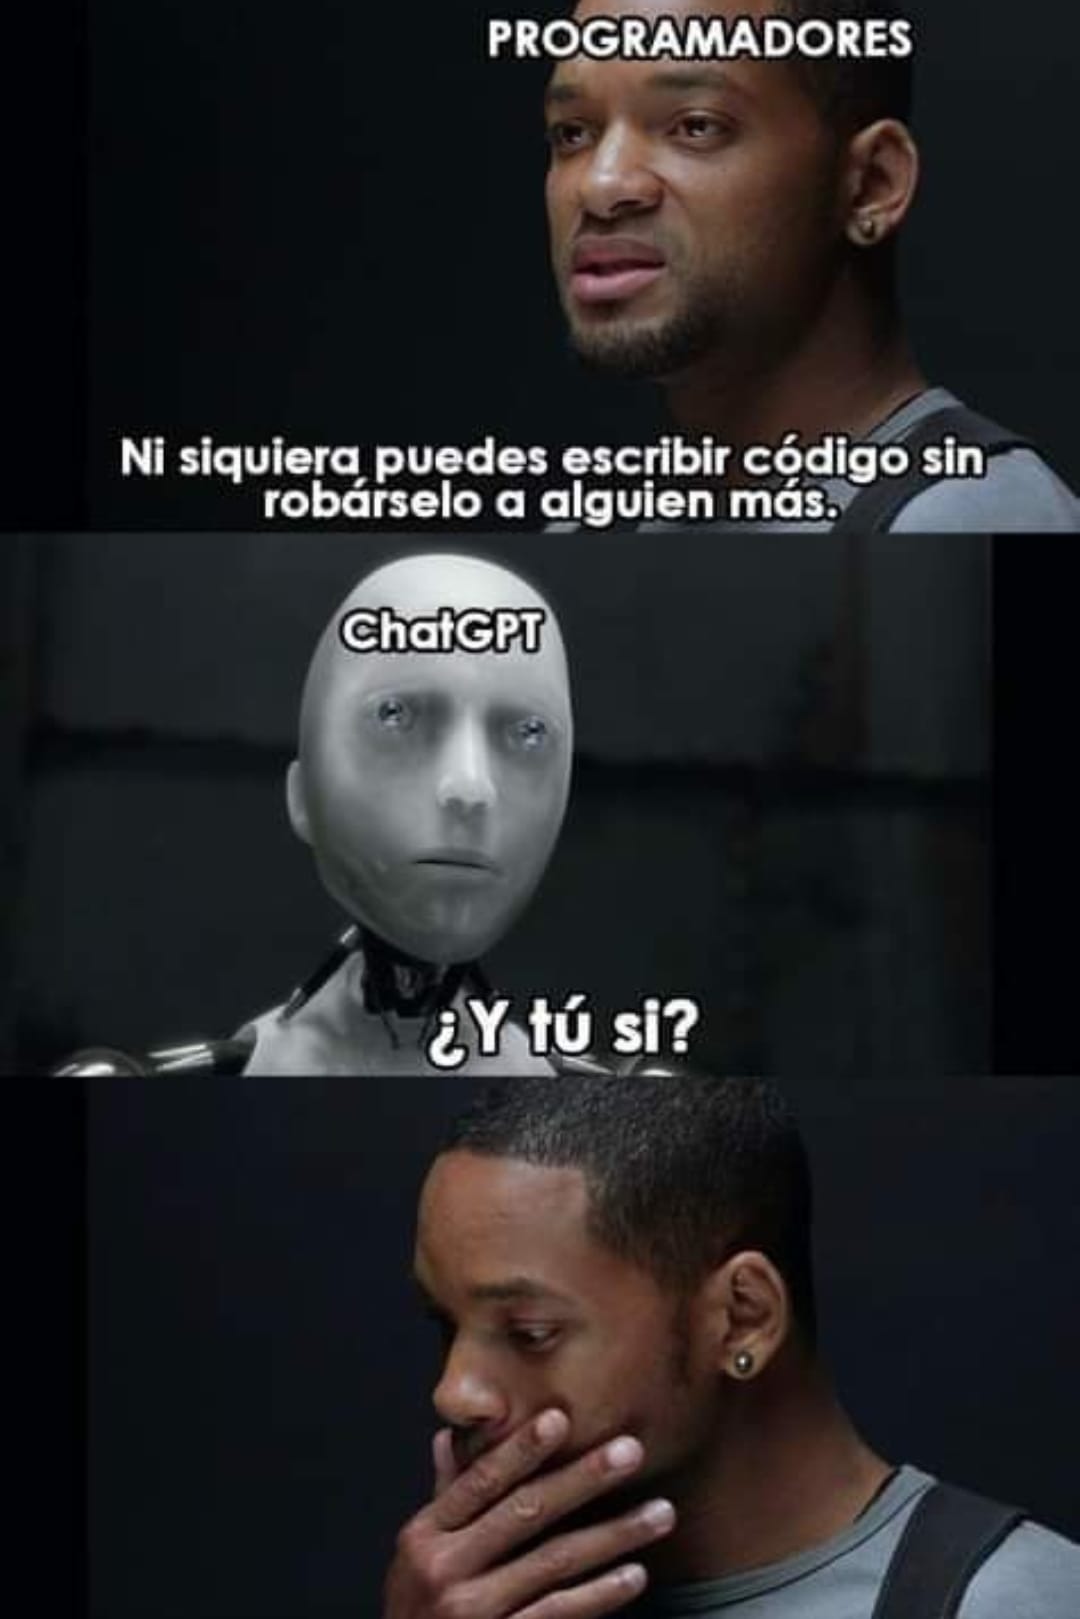 PROGRAMADORES
Ni siquiera puedes escribir código sin
robárselo a alguien más.
ChatGPT
¿Y tú si?